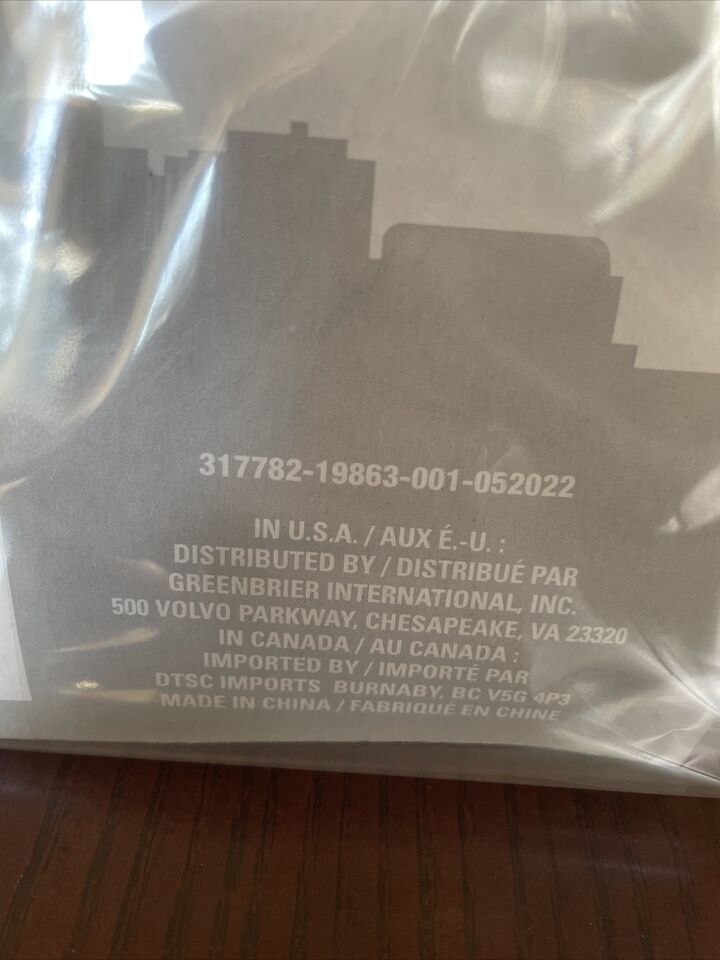 317782-19863-001-052022
IN U.S.A. / AUX É.-U. :
DISTRIBUTED BY / DISTRIBUÉ PAR
GREENBRIER INTERNATIONAL, INC.
500 VOLVO PARKWAY, CHESAPEAKE, VA 23320
IN CANADA / AU CANADA :
IMPORTED BY / IMPORTÉ PAR
DTSC IMPORTS BURNABY, BC V5G 4P3
MADE IN CHINA / FABRIQUÉ EN CHINE